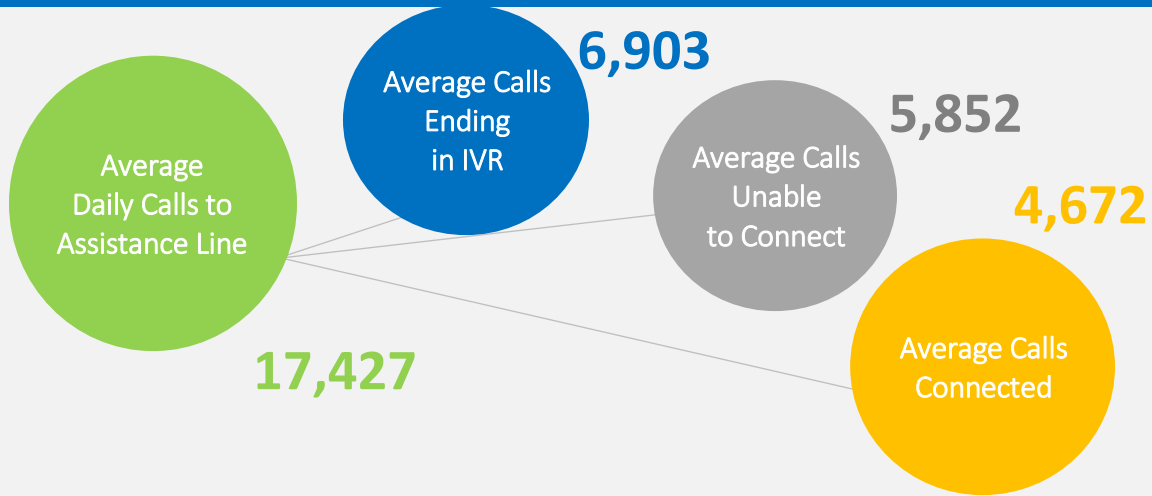 Average
Daily Calls to
Assistance Line
17,427
Average Calls
Ending
in IVR
6,903
Average Calls
Unable
to Connect
5,852
Average Calls
Connected
4,672